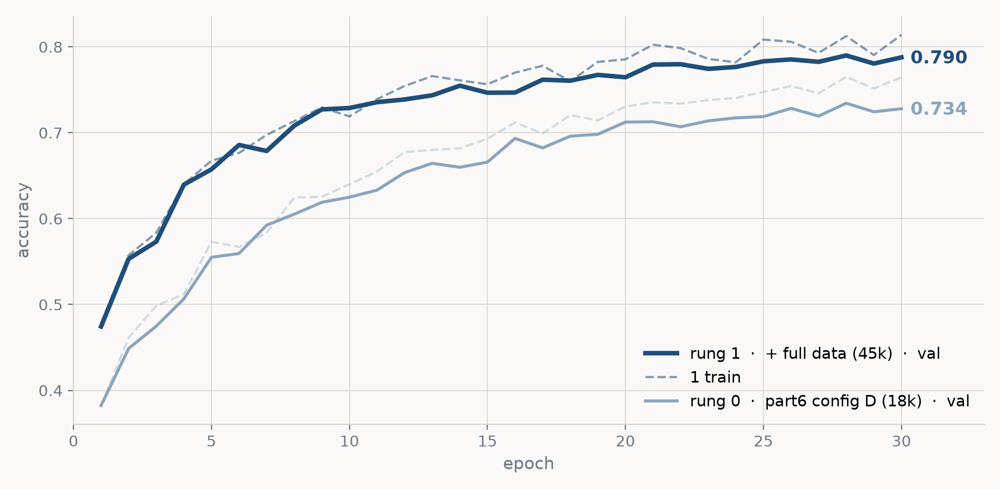 0.8
0.7
0.6
0.5
0.4
accuracy
0.790
0.734
rung 1 · + full data (45k) · val
1 train
rung 0 · part6 config D (18k) · val
0 5 10 15 20 25 30
epoch